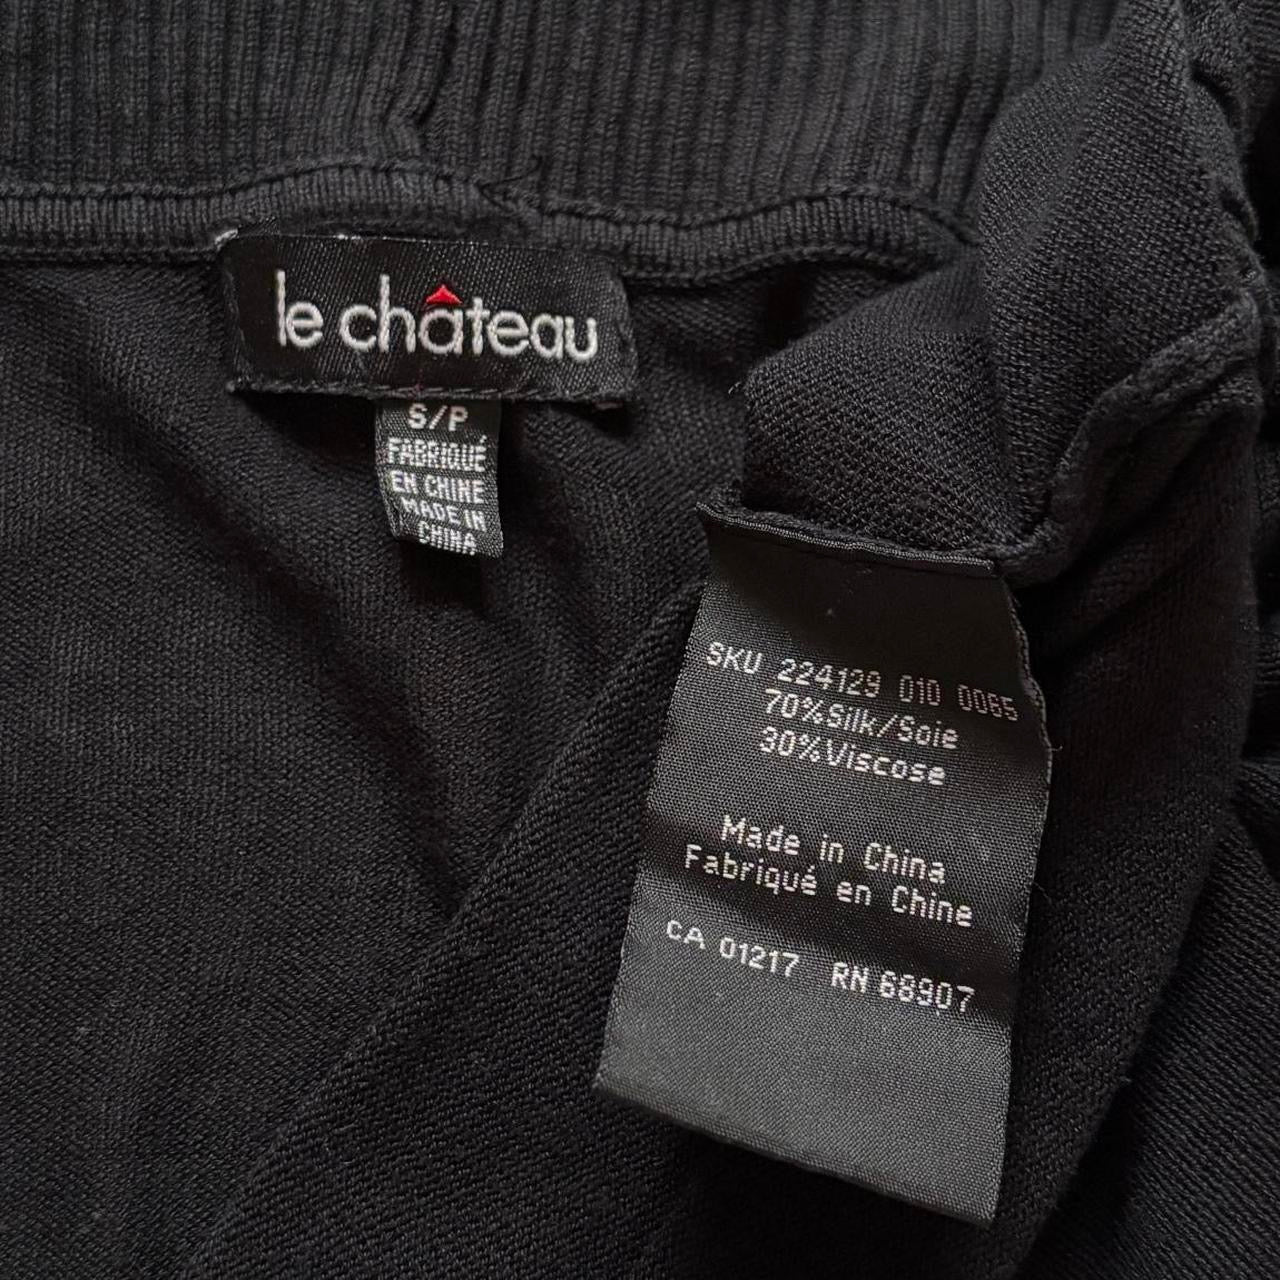 le château
S/P
FABRIQUÉ
EN CHINE
MADE IN
CHINA
SKU 224129 010 0065
70%Silk/Soie
30%Viscose
Made in China
Fabriqué en Chine
CA 01217 RN 68907